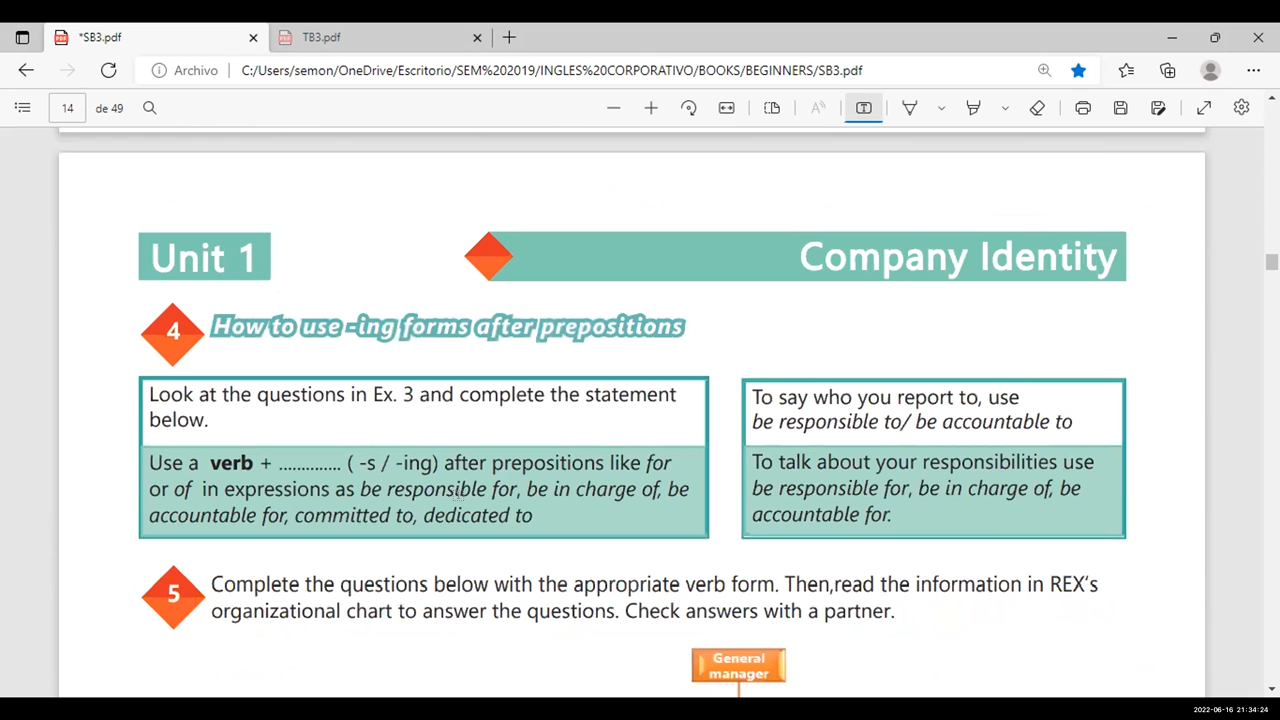 *SB3.pdf
TB3.pdf
Archivo
C:/Users/semon/OneDrive/Escritorio/SEM%202019/INGLES%20CORPORATIVO/BOOKS/BEGINNERS/SB3.pdf
14 de 49
Unit 1
Company Identity
4 How to use -ing forms after prepositions
Look at the questions in Ex. 3 and complete the statement
below.
Use a verb + .............. ( -s / -ing) after prepositions like for
or of in expressions as be responsible for, be in charge of, be
accountable for, committed to, dedicated to
To say who you report to, use
be responsible to/ be accountable to
To talk about your responsibilities use
be responsible for, be in charge of, be
accountable for.
5 Complete the questions below with the appropriate verb form. Then,read the information in REX's
organizational chart to answer the questions. Check answers with a partner.
General
manager
2022-06-16 21:34:24